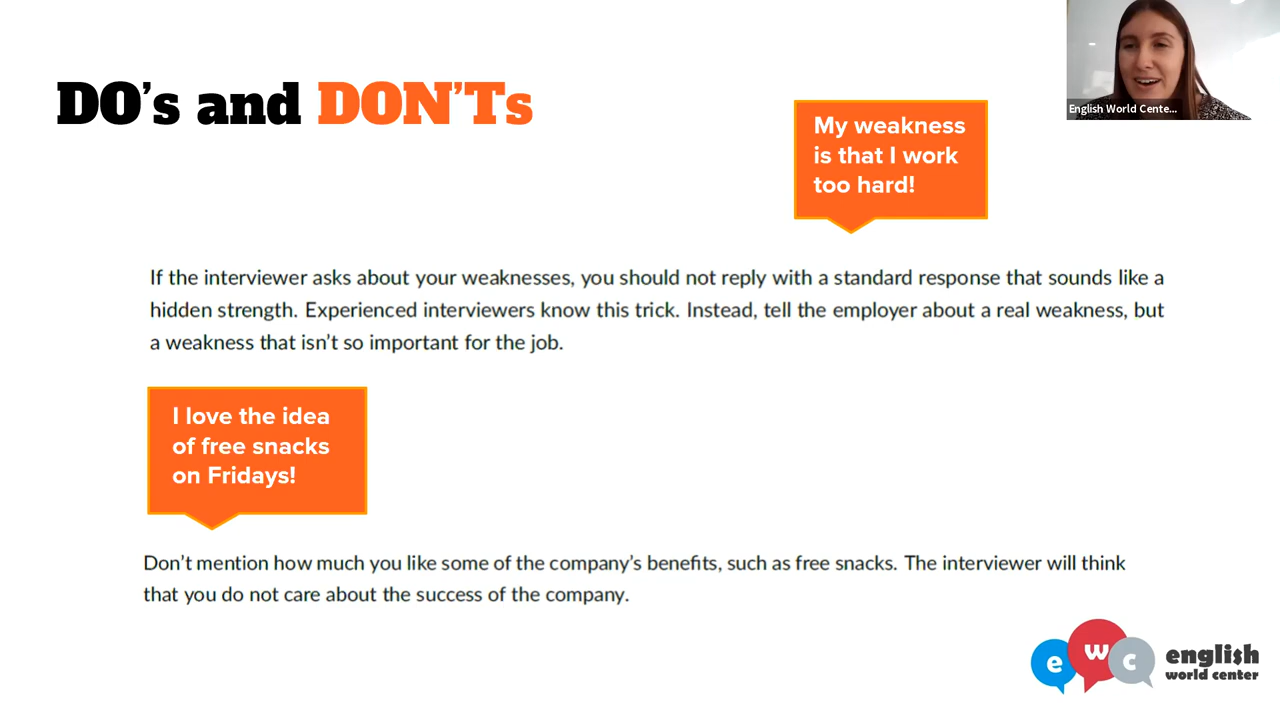 DO's and DON'Ts
English World Cente...
My weakness
is that I work
too hard!
If the interviewer asks about your weaknesses, you should not reply with a standard response that sounds like a
hidden strength. Experienced interviewers know this trick. Instead, tell the employer about a real weakness, but
a weakness that isn't so important for the job.
I love the idea
of free snacks
on Fridays!
Don't mention how much you like some of the company's benefits, such as free snacks. The interviewer will think
that you do not care about the success of the company.
e w c
english
world center